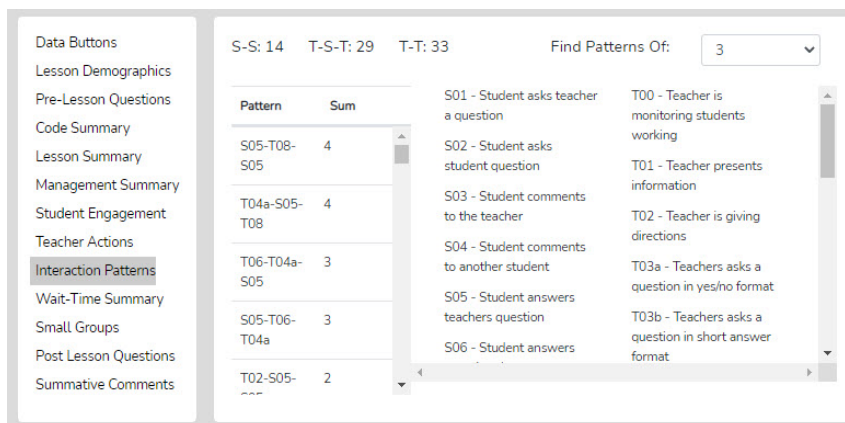 Data Buttons
Lesson Demographics
Pre-Lesson Questions
Code Summary
Lesson Summary
Management Summary
Student Engagement
Teacher Actions
Interaction Patterns
Wait-Time Summary
Small Groups
Post Lesson Questions
Summative Comments
S-S: 14 T-S-T: 29 T-T: 33 Find Patterns Of: 3
Pattern Sum
S05-T08- 4
S05
T04a-S05- 4
T08
T06-T04a- 3
S05
S05-T06- 3
T04a
T02-S05- 2
S01 - Student asks teacher
a question
S02 - Student asks
student question
S03 - Student comments
to the teacher
S04 - Student comments
to another student
S05 - Student answers
teachers question
S06 - Student answers
T00 - Teacher is
monitoring students
working
T01 - Teacher presents
information
T02 - Teacher is giving
directions
T03a - Teachers asks a
question in yes/no format
T03b - Teachers asks a
question in short answer
format